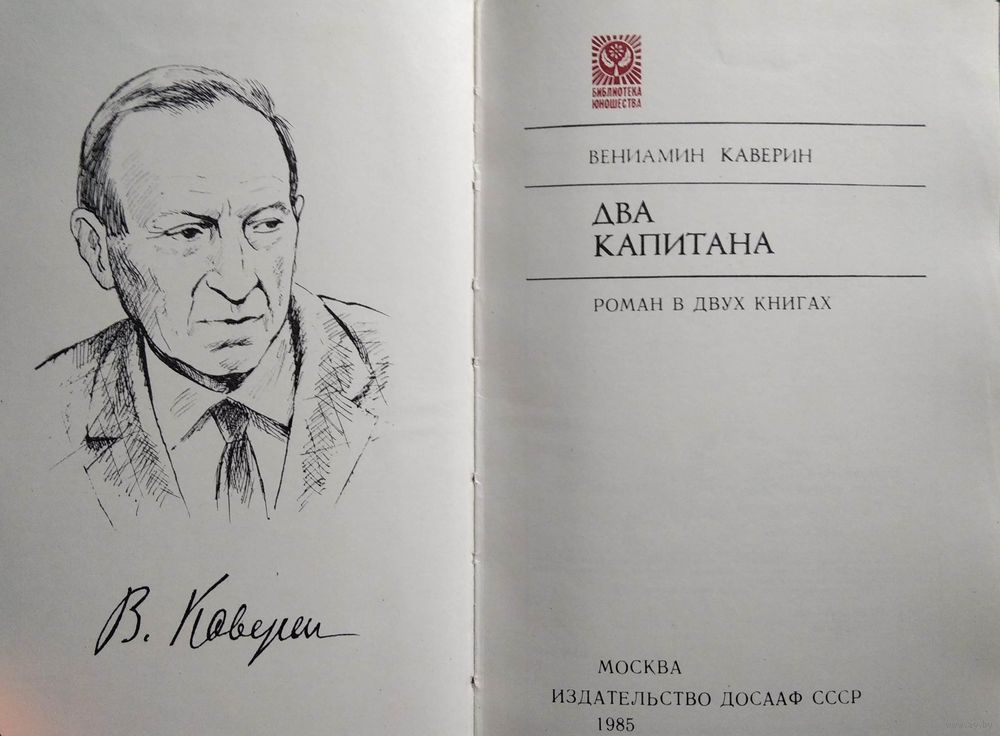 В. Каверин
БИБЛИОТЕКА
ЮНОШЕСТВА
ВЕНИАМИН КАВЕРИН
ДВА
КАПИТАНА
РОМАН В ДВУХ КНИГАХ
МОСКВА
ИЗДАТЕЛЬСТВО ДОСААФ СССР
1985